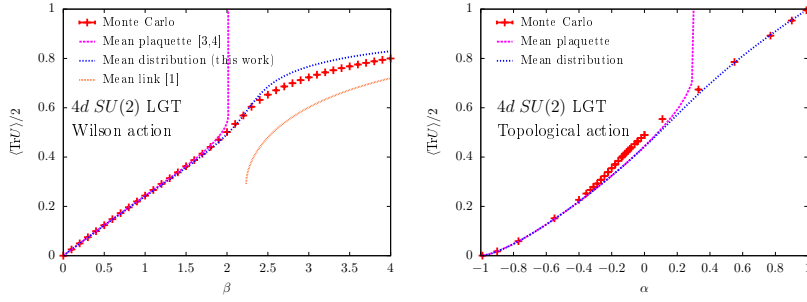 1
0.8
0.6
0.4
0.2
0
⟨TrU⟩/2
Monte Carlo
Mean plaquette [3,4]
Mean distribution (this work)
Mean link [1]
4d SU(2) LGT
Wilson action
0 0.5 1 1.5 2 2.5 3 3.5 4
β
1
0.8
0.6
0.4
0.2
0
⟨TrU⟩/2
Monte Carlo
Mean plaquette
Mean distribution
4d SU(2) LGT
Topological action
−1 −0.8 −0.6 −0.4 −0.2 0 0.2 0.4 0.6 0.8 1
α